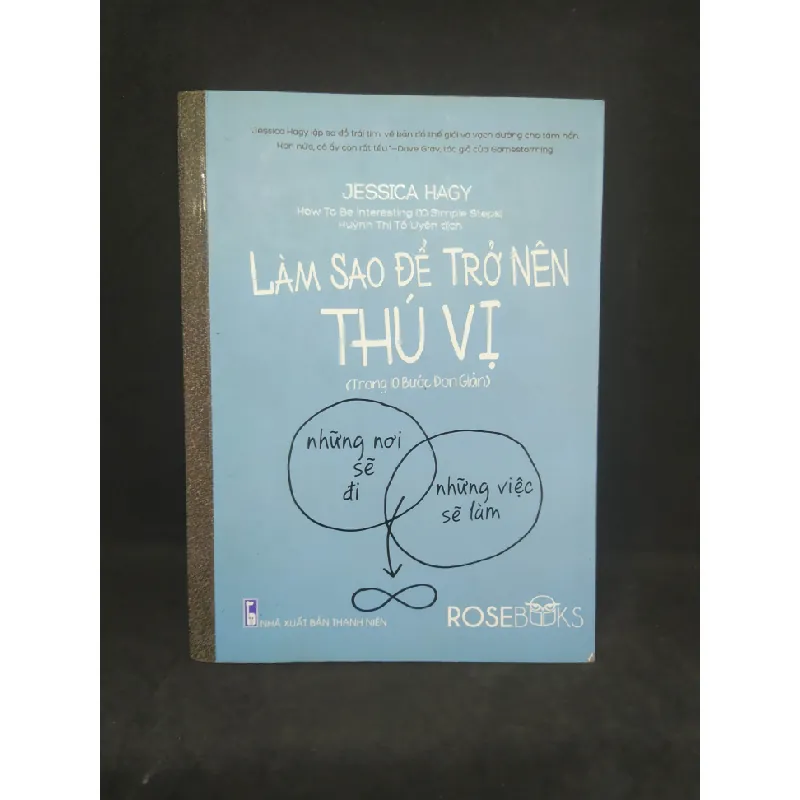 "Jessica Hagy lập sơ đồ trái tim, vẽ bản đồ thế giới và vạch đường cho tâm hồn.
Hơn nữa, cô ấy còn rất tếu."—Dave Gray, tác giả của Gamestorming
JESSICA HAGY
How To Be Interesting (10 Simple Steps)
Huỳnh Thị Tố Uyên dịch
LÀM SAO ĐỂ TRỞ NÊN
THÚ VỊ
(Trong 10 Bước Đơn Giản)
những nơi
sẽ
đi
những việc
sẽ làm
NHÀ XUẤT BẢN THANH NIÊN
ROSEBOOKS